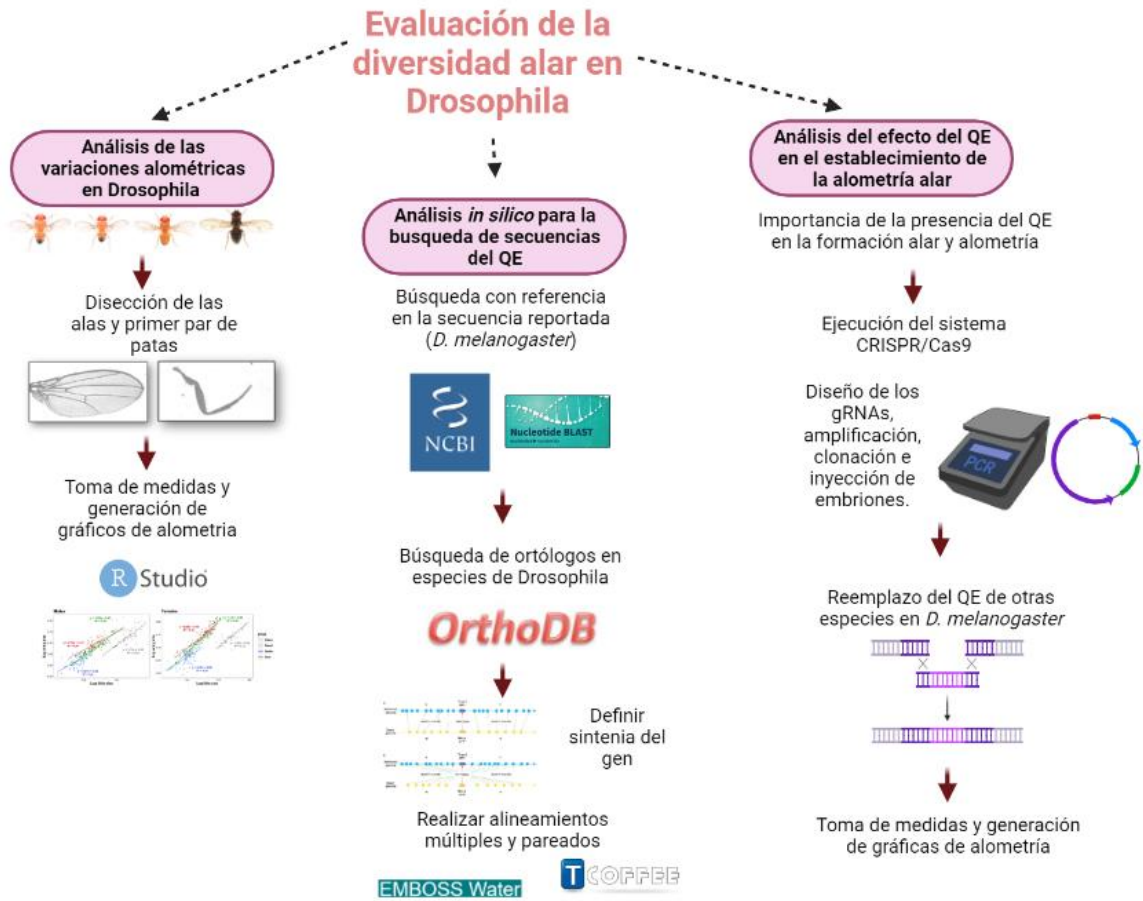 Evaluación de la
diversidad alar en
Drosophila
Análisis de las
variaciones alométricas
en Drosophila
Disección de las
alas y primer par de
patas
Toma de medidas y
generación de
gráficos de alometria
R Studio
Análisis in silico para la
busqueda de secuencias
del QE
Búsqueda con referencia
en la secuencia reportada
(D. melanogaster)
NCBI
Nucleotide BLAST
Búsqueda de ortólogos en
especies de Drosophila
OrthoDB
Definir
sintenia del
gen
Realizar alineamientos
múltiples y pareados
EMBOSS Water
T COFFEE
Análisis del efecto del QE
en el establecimiento de
la alometría alar
Importancia de la presencia del QE
en la formación alar y alometría
Ejecución del sistema
CRISPR/Cas9
Diseño de los
gRNAs,
amplificación,
clonación e
inyección de
embriones.
PCR
Reemplazo del QE de otras
especies en D. melanogaster
Toma de medidas y generación
de gráficas de alometría